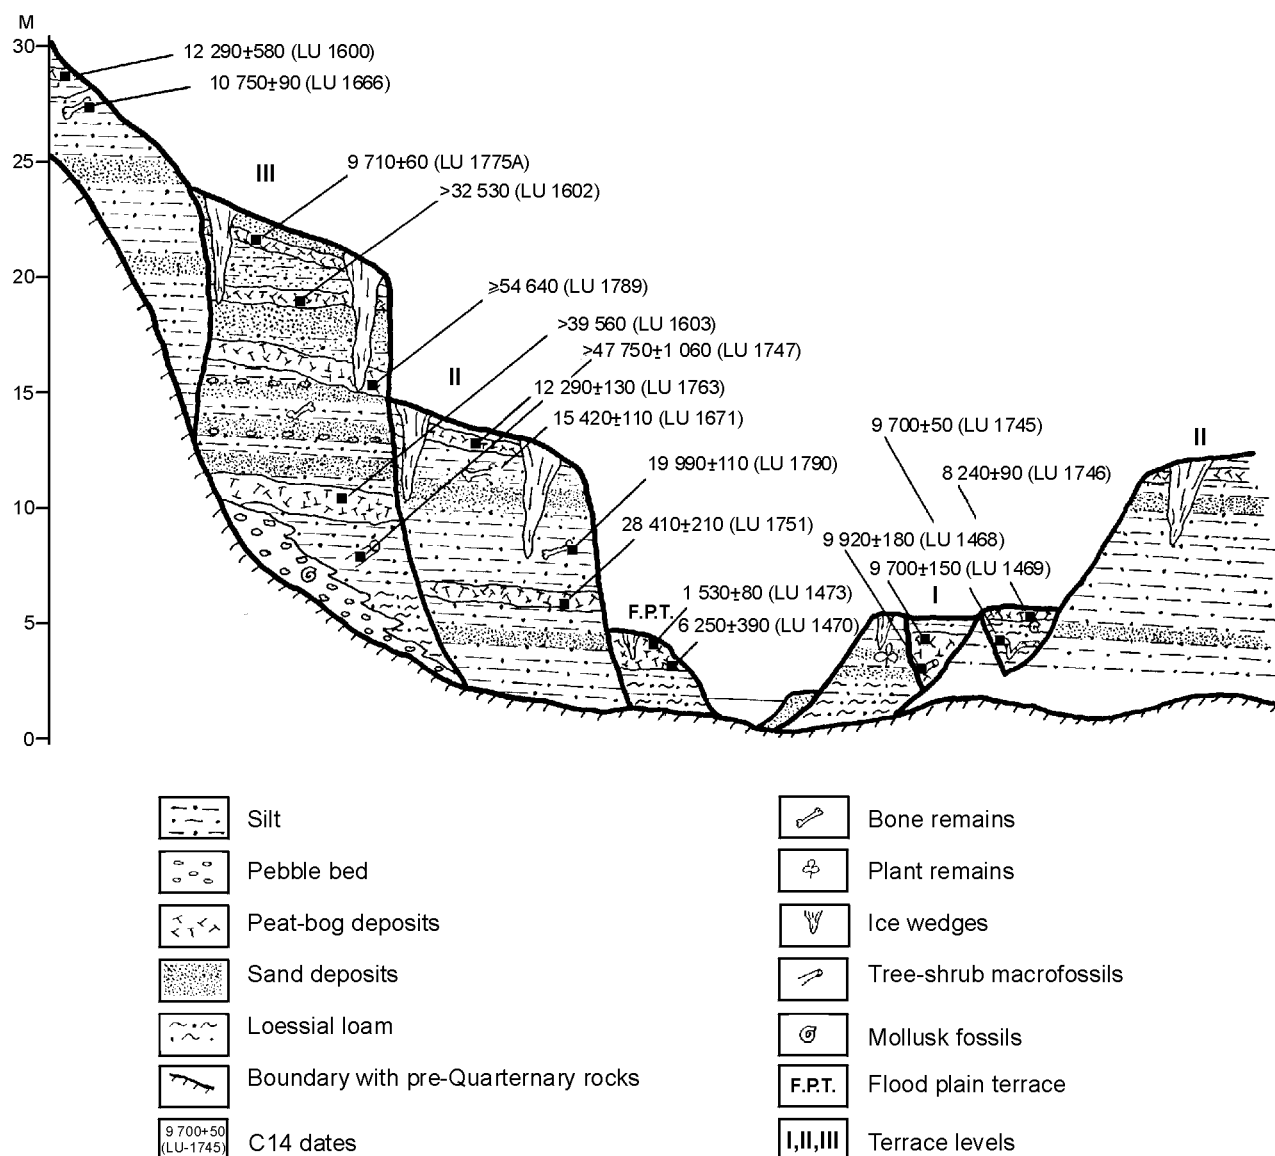 M
30
12 290±580 (LU 1600)
10 750±90 (LU 1666)
25
III
9 710±60 (LU 1775A)
>32 530 (LU 1602)
20
≥54 640 (LU 1789)
>39 560 (LU 1603)
≥47 750±1 060 (LU 1747)
15
II
12 290±130 (LU 1763)
15 420±110 (LU 1671)
9 700±50 (LU 1745)
II
19 990±110 (LU 1790)
8 240±90 (LU 1746)
10
28 410±210 (LU 1751)
9 920±180 (LU 1468)
9 700±150 (LU 1469)
I
F.P.T.
1 530±80 (LU 1473)
5
6 250±390 (LU 1470)
0
Silt
Pebble bed
Peat-bog deposits
Sand deposits
Loessial loam
Boundary with pre-Quarternary rocks
9 700+50
(LU-1745)
C14 dates
Bone remains
Plant remains
Ice wedges
Tree-shrub macrofossils
Mollusk fossils
F.P.T.
Flood plain terrace
I,II,III
Terrace levels